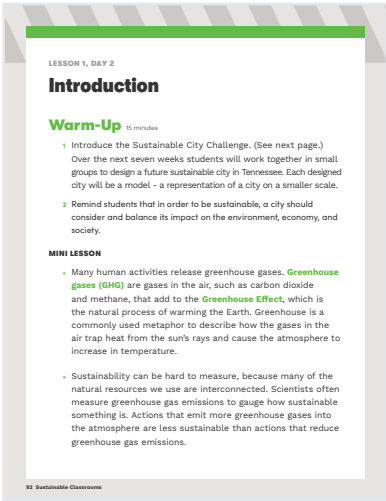 LESSON 1, DAY 2
Introduction
Warm-Up 15 minutes
1 Introduce the Sustainable City Challenge. (See next page.)
Over the next seven weeks students will work together in small
groups to design a future sustainable city in Tennessee. Each designed
city will be a model - a representation of a city on a smaller scale.
2 Remind students that in order to be sustainable, a city should
consider and balance its impact on the environment, economy, and
society.
MINI LESSON
• Many human activities release greenhouse gases. Greenhouse
gases (GHG) are gases in the air, such as carbon dioxide
and methane, that add to the Greenhouse Effect, which is
the natural process of warming the Earth. Greenhouse is a
commonly used metaphor to describe how the gases in the
air trap heat from the sun's rays and cause the atmosphere to
increase in temperature.
• Sustainability can be hard to measure, because many of the
natural resources we use are interconnected. Scientists often
measure greenhouse gas emissions to gauge how sustainable
something is. Actions that emit more greenhouse gases into
the atmosphere are less sustainable than actions that reduce
greenhouse gas emissions.
92 Sustainable Classrooms